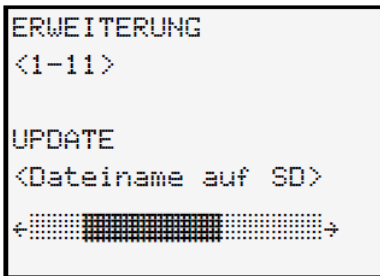 ERWEITERUNG
<1-11>
UPDATE
<Dateiname auf SD>